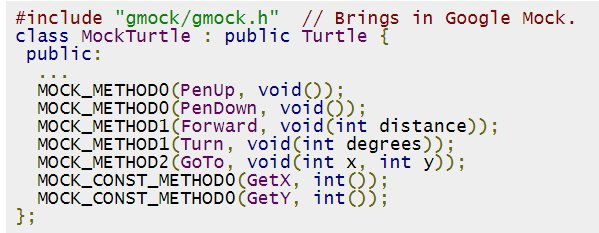 #include "gmock/gmock.h"  // Brings in Google Mock.
class MockTurtle : public Turtle {
 public:
  ...
  MOCK_METHOD0(PenUp, void());
  MOCK_METHOD0(PenDown, void());
  MOCK_METHOD1(Forward, void(int distance));
  MOCK_METHOD1(Turn, void(int degrees));
  MOCK_METHOD2(GoTo, void(int x, int y));
  MOCK_CONST_METHOD0(GetX, int());
  MOCK_CONST_METHOD0(GetY, int());
};